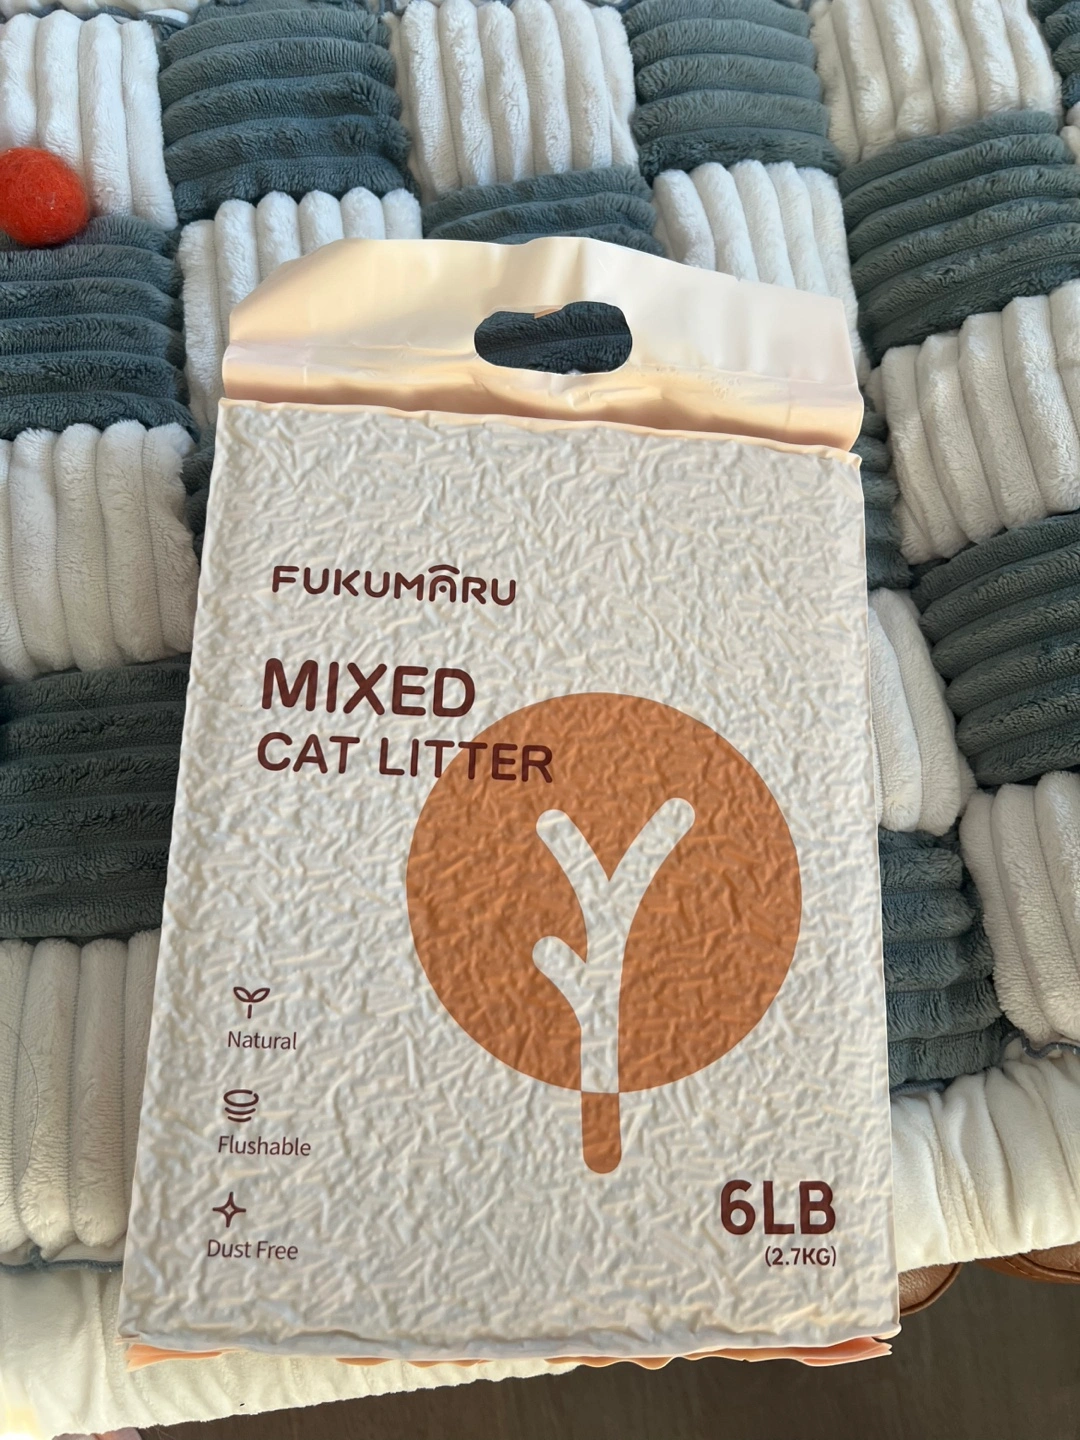 FUKUMARU
MIXED
CAT LITTER
Natural
Flushable
Dust Free
6LB
(2.7KG)